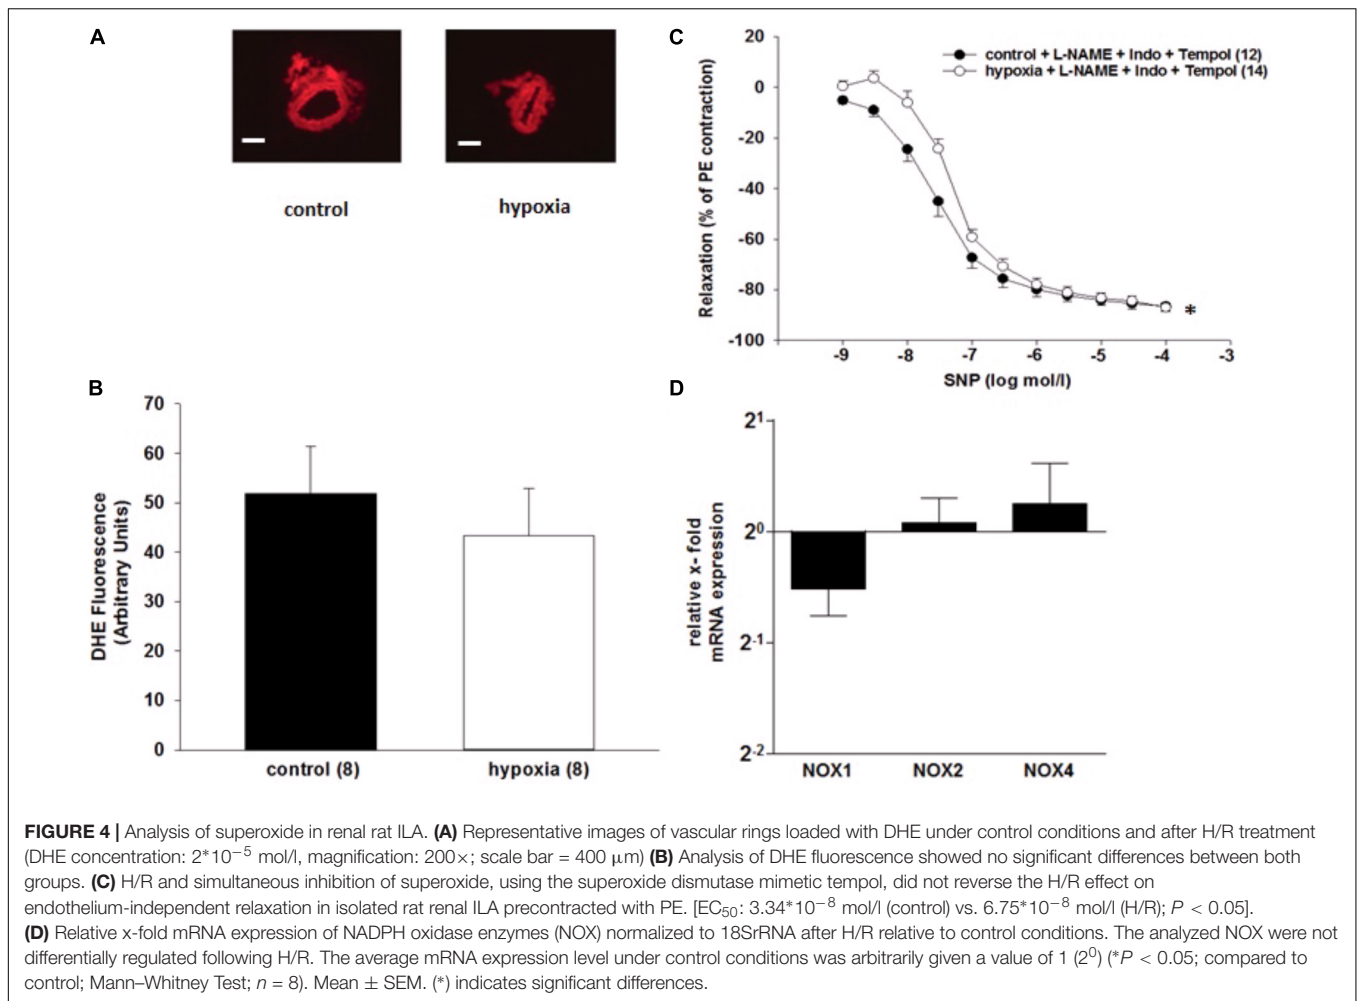 A
control
hypoxia
C
20
0
-20
-40
-60
-80
-100
Relaxation (% of PE contraction)
control + L-NAME + Indo + Tempol (12)
hypoxia + L-NAME + Indo + Tempol (14)
*
-9 -8 -7 -6 -5 -4 -3
SNP (log mol/l)
B
70
60
50
40
30
20
10
0
DHE Fluorescence
(Arbitrary Units)
control (8) hypoxia (8)
D
2¹
2⁰
2⁻¹
2⁻²
relative x- fold
mRNA expression
NOX1 NOX2 NOX4
FIGURE 4 | Analysis of superoxide in renal rat ILA. (A) Representative images of vascular rings loaded with DHE under control conditions and after H/R treatment
(DHE concentration: 2*10⁻⁵ mol/l, magnification: 200×; scale bar = 400 μm) (B) Analysis of DHE fluorescence showed no significant differences between both
groups. (C) H/R and simultaneous inhibition of superoxide, using the superoxide dismutase mimetic tempol, did not reverse the H/R effect on
endothelium-independent relaxation in isolated rat renal ILA precontracted with PE. [EC₅₀: 3.34*10⁻⁸ mol/l (control) vs. 6.75*10⁻⁸ mol/l (H/R); P < 0.05].
(D) Relative x-fold mRNA expression of NADPH oxidase enzymes (NOX) normalized to 18SrRNA after H/R relative to control conditions. The analyzed NOX were not
differentially regulated following H/R. The average mRNA expression level under control conditions was arbitrarily given a value of 1 (2⁰) (*P < 0.05; compared to
control; Mann–Whitney Test; n = 8). Mean ± SEM. (*) indicates significant differences.